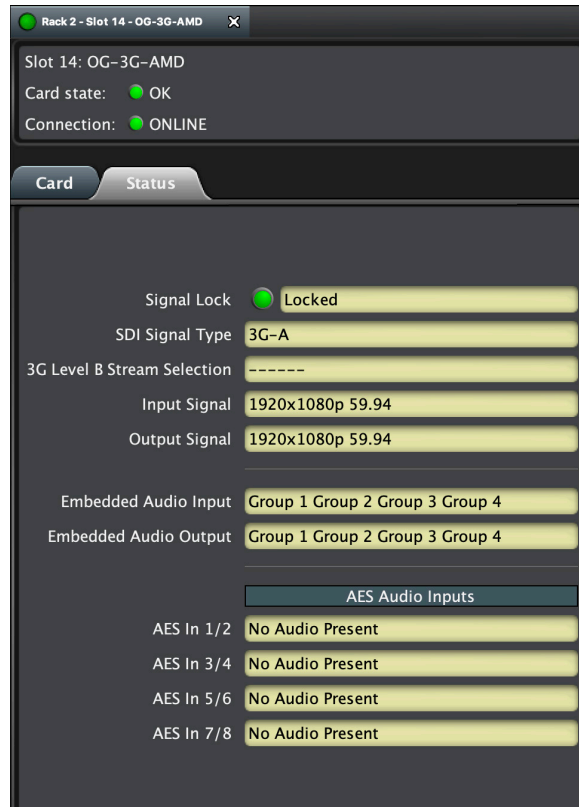 Rack 2 - Slot 14 - OG-3G-AMD
Slot 14: OG-3G-AMD
Card state: OK
Connection: ONLINE
Card Status
Signal Lock Locked
SDI Signal Type 3G-A
3G Level B Stream Selection ------
Input Signal 1920x1080p 59.94
Output Signal 1920x1080p 59.94
Embedded Audio Input Group 1 Group 2 Group 3 Group 4
Embedded Audio Output Group 1 Group 2 Group 3 Group 4
AES Audio Inputs
AES In 1/2 No Audio Present
AES In 3/4 No Audio Present
AES In 5/6 No Audio Present
AES In 7/8 No Audio Present